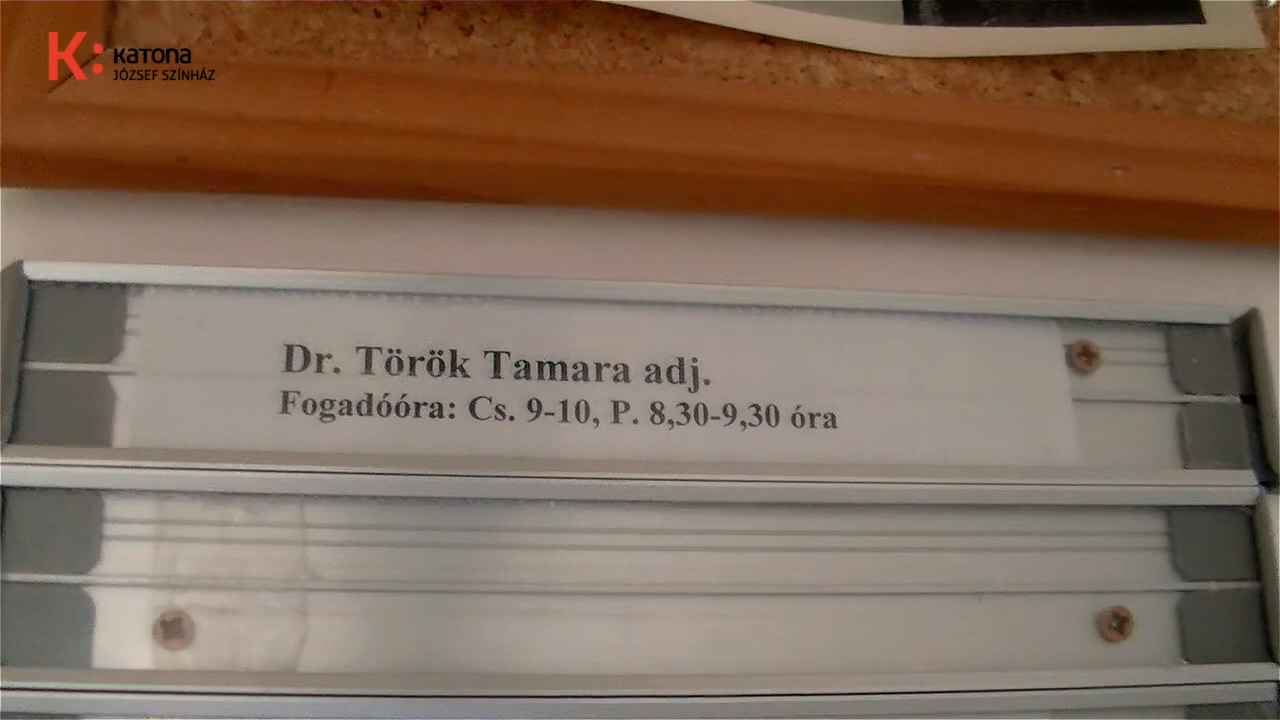 K:
KATONA
JÓZSEF SZÍNHÁZ
Dr. Török Tamara adj.
Fogadóóra: Cs. 9-10, P. 8,30-9,30 óra